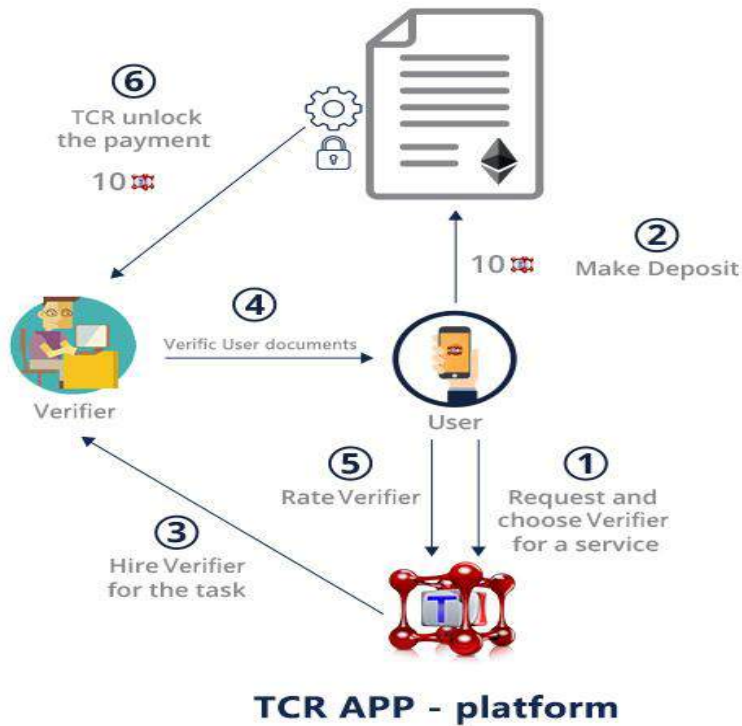 ⑥
TCR unlock
the payment
10
②
10
Make Deposit
④
Verific User documents
Verifier
User
⑤
Rate Verifier
①
Request and
choose Verifier
for a service
③
Hire Verifier
for the task
T I
TCR APP - platform